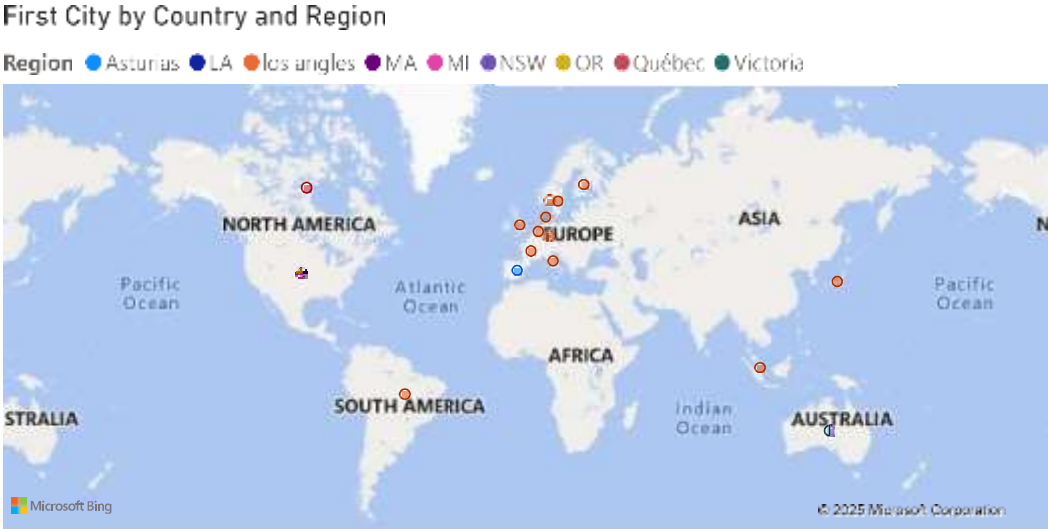 First City by Country and Region
Region Asturias LA los angles MA MI NSW OR Québec Victoria
NORTH AMERICA
EUROPE
ASIA
N
Pacific Ocean
Atlantic Ocean
Pacific Ocean
AFRICA
SOUTH AMERICA
Indian Ocean
STRALIA
AUSTRALIA
Microsoft Bing
© 2025 Microsoft Corporation